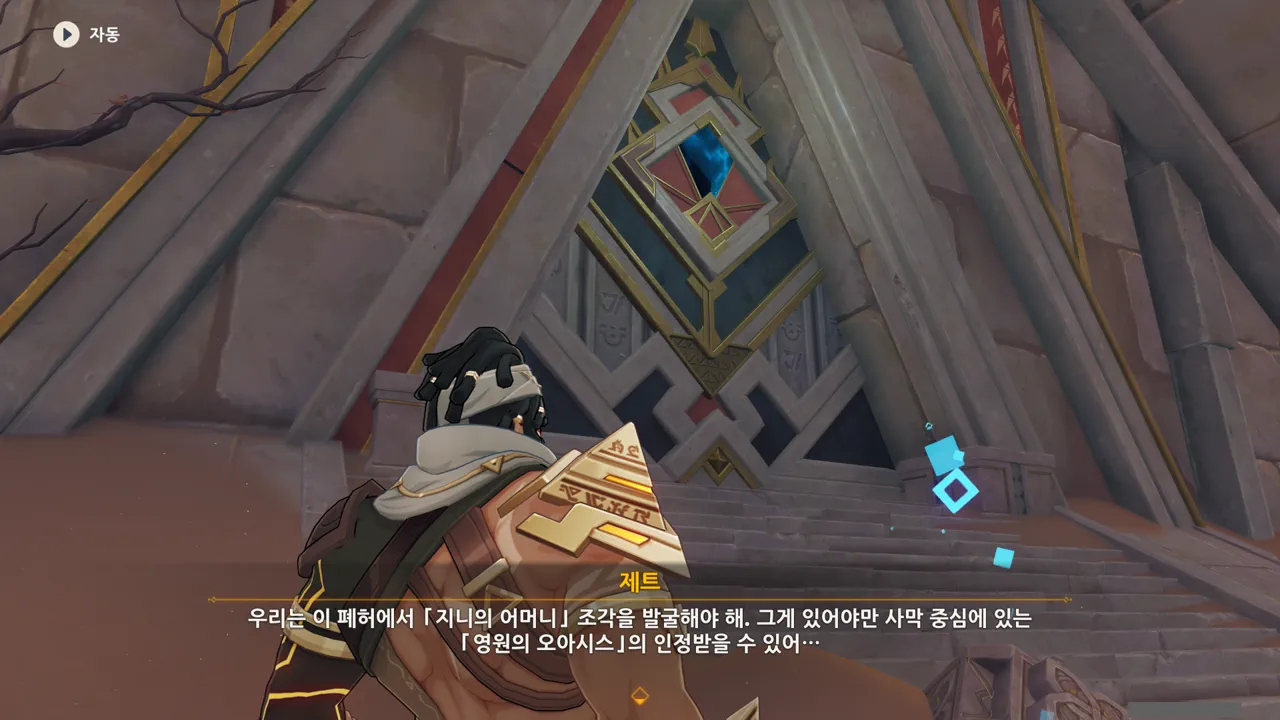 자동
제트
우리는 이 폐허에서 「지니의 어머니」 조각을 발굴해야 해. 그게 있어야만 사막 중심에 있는
「영원의 오아시스」의 인정받을 수 있어…